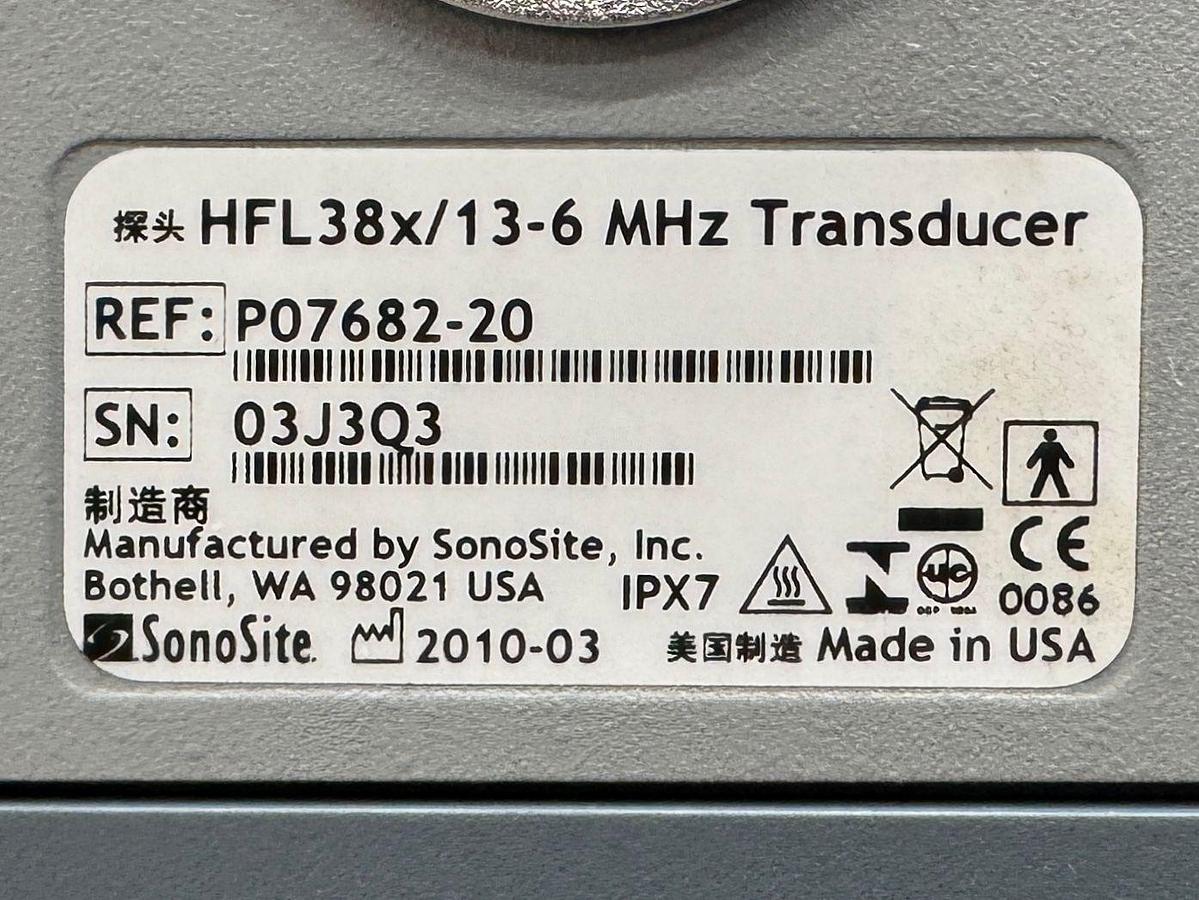 探头 HFL38x/13-6 MHz Transducer
REF: P07682-20
SN: 03J3Q3
制造商
Manufactured by SonoSite, Inc.
Bothell, WA 98021 USA IPX7
CE
0086
SonoSite 2010-03 美国制造 Made in USA